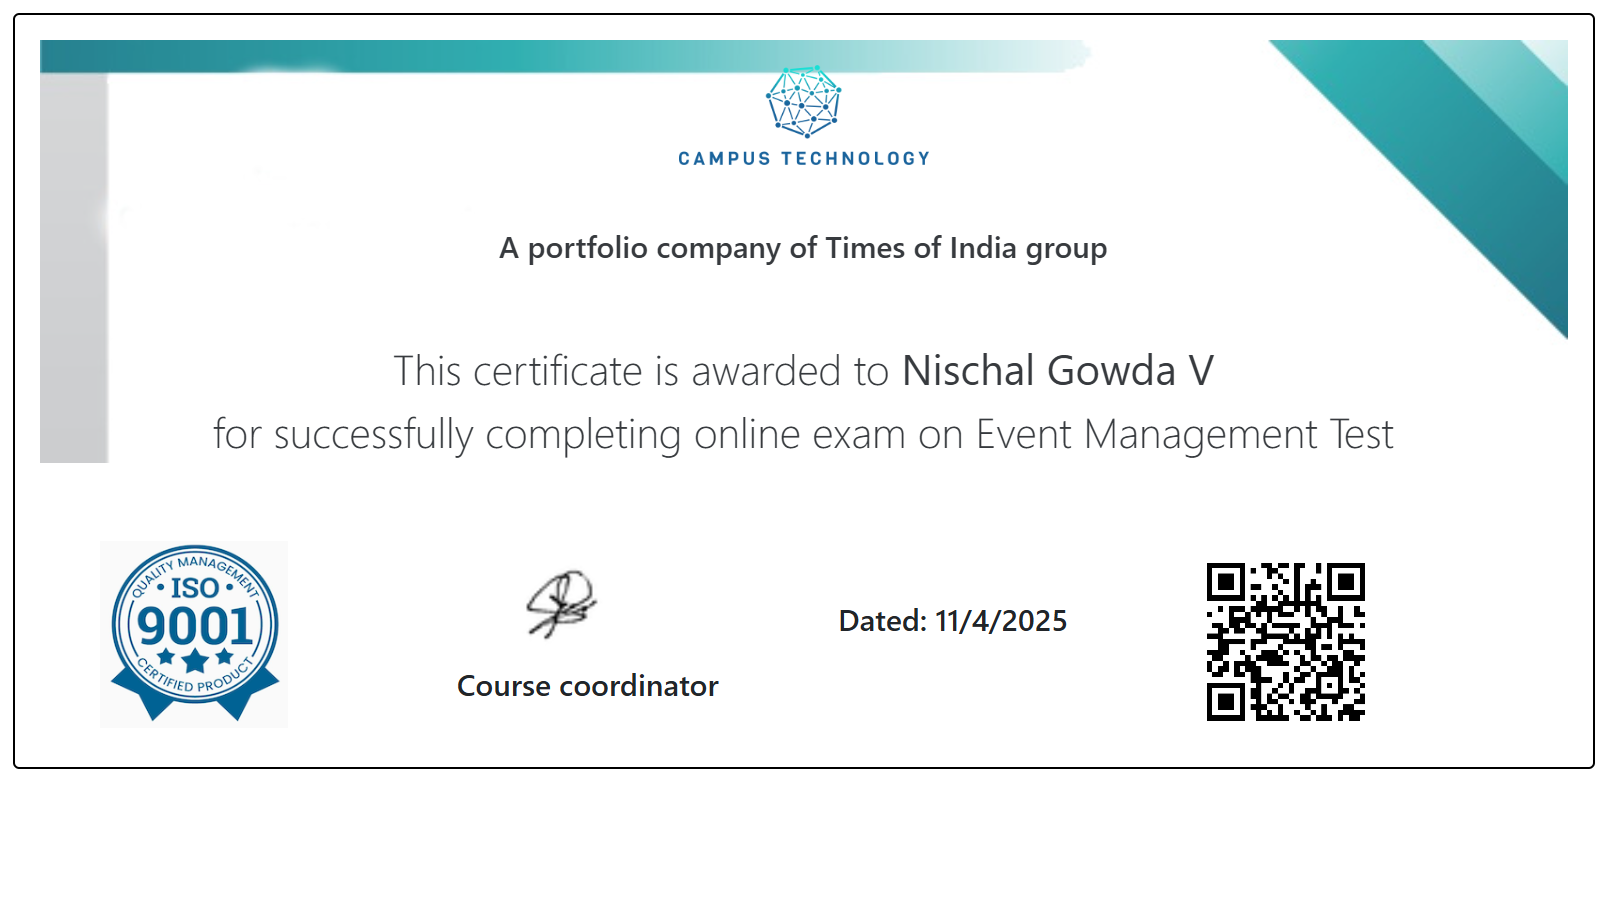 CAMPUS TECHNOLOGY
A portfolio company of Times of India group
This certificate is awarded to Nischal Gowda V
for successfully completing online exam on Event Management Test
QUALITY MANAGEMENT
ISO
9001
CERTIFIED PRODUCT
Course coordinator
Dated: 11/4/2025